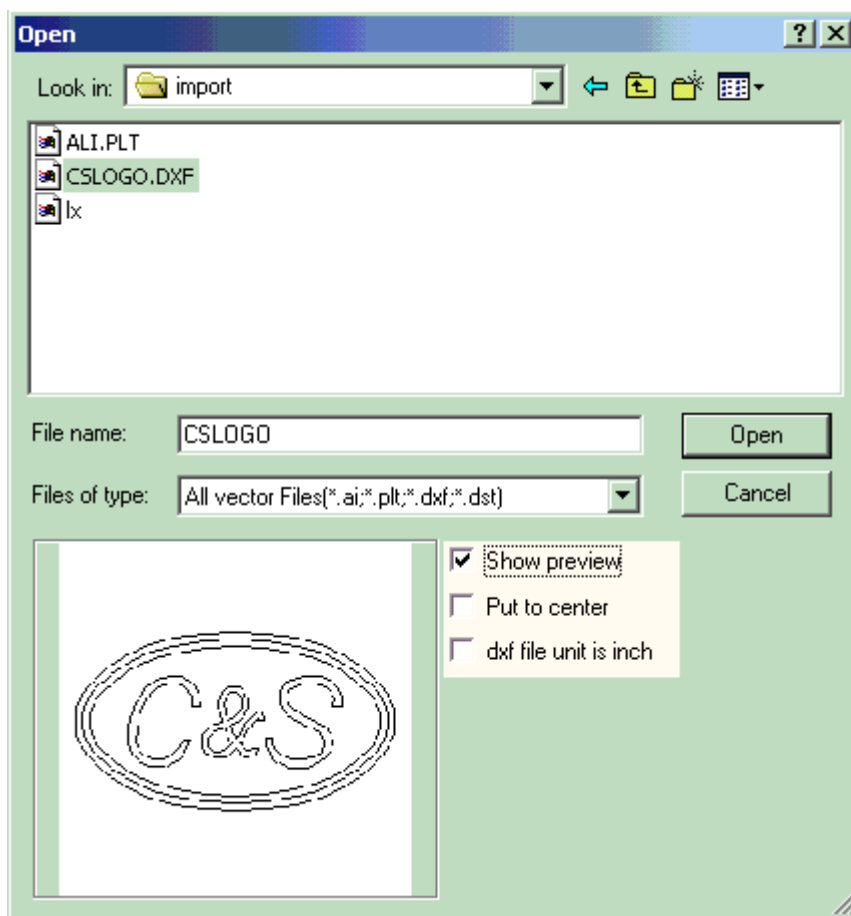 Open
Look in: import
ALI.PLT
CSLOGO.DXF
lx
File name: CSLOGO Open
Files of type: All vector Files(*.ai;*.plt;*.dxf;*.dst) Cancel
Show preview
Put to center
dxf file unit is inch
C&S